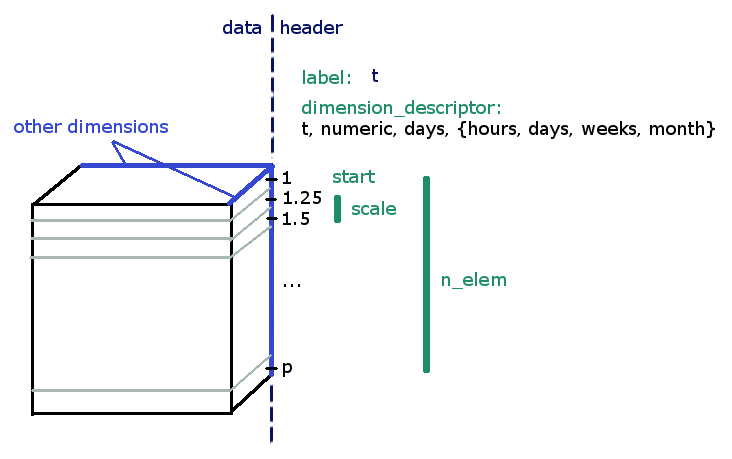 data header
label: t
dimension_descriptor:
t, numeric, days, {hours, days, weeks, month}
other dimensions
1 start
1.25
scale
1.5
...
n_elem
p